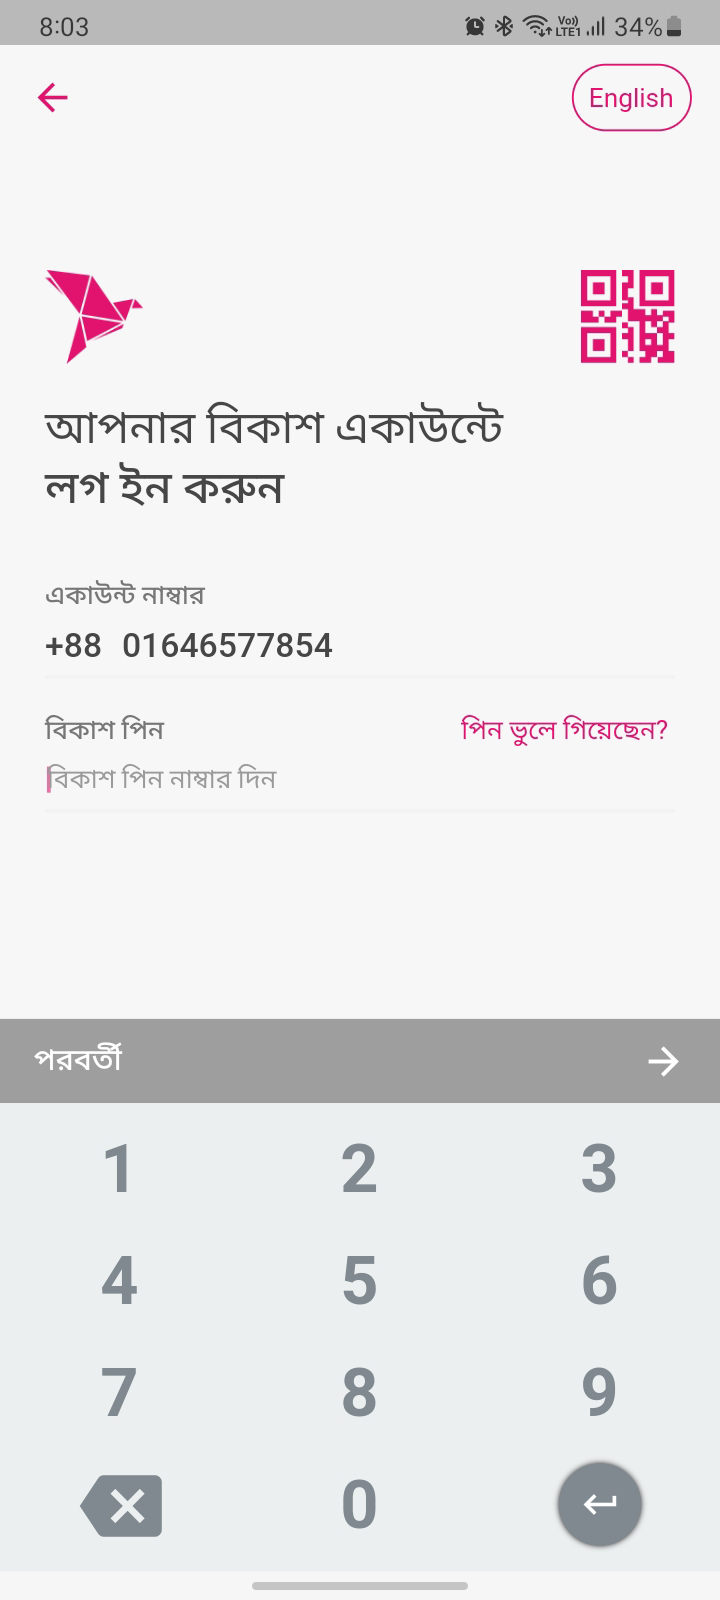 8:03 Vo)) LTE1 34%
English
আপনার বিকাশ একাউন্টে
লগ ইন করুন
একাউন্ট নাম্বার
+88 01646577854
বিকাশ পিন পিন ভুলে গিয়েছেন?
বিকাশ পিন নাম্বার দিন
পরবর্তী
1 2 3
4 5 6
7 8 9
0